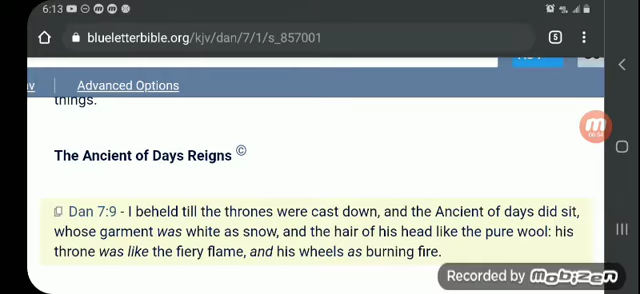 6:13
blueletterbible.org/kjv/dan/7/1/s_857001
5
Advanced Options
things.
The Ancient of Days Reigns ©
Dan 7:9 - I beheld till the thrones were cast down, and the Ancient of days did sit,
whose garment was white as snow, and the hair of his head like the pure wool: his
throne was like the fiery flame, and his wheels as burning fire.
Recorded by mobizen